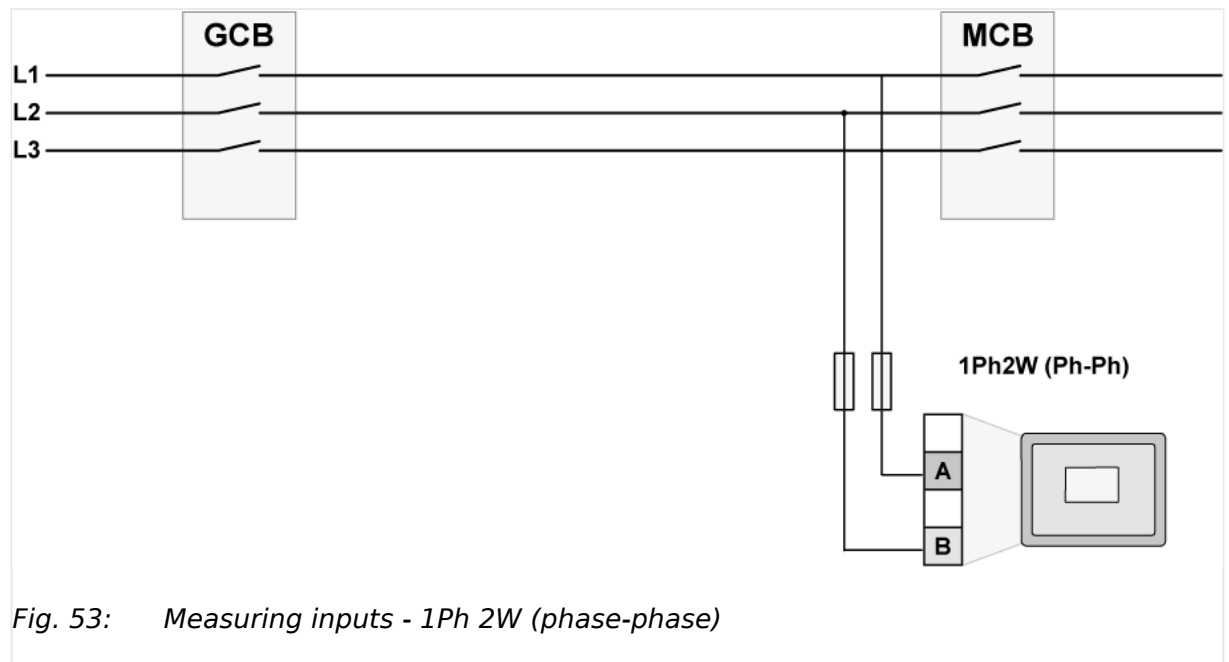 GCB
MCB
L1
L2
L3
1Ph2W (Ph-Ph)
A
B
Fig. 53: Measuring inputs - 1Ph 2W (phase-phase)